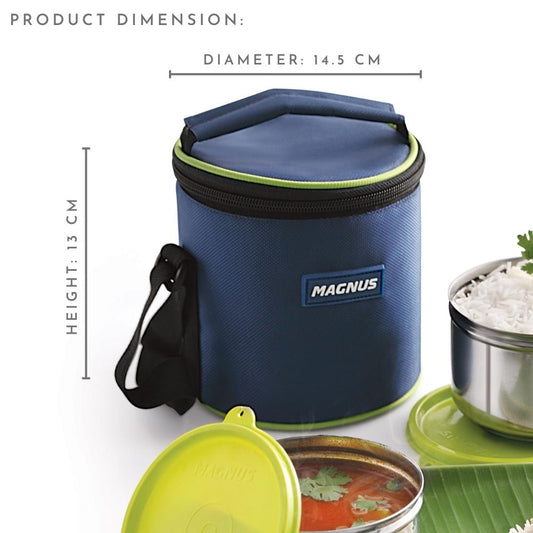 PRODUCT DIMENSION:
DIAMETER: 14.5 CM
HEIGHT: 13 CM
MAGNUS
MAGNUS